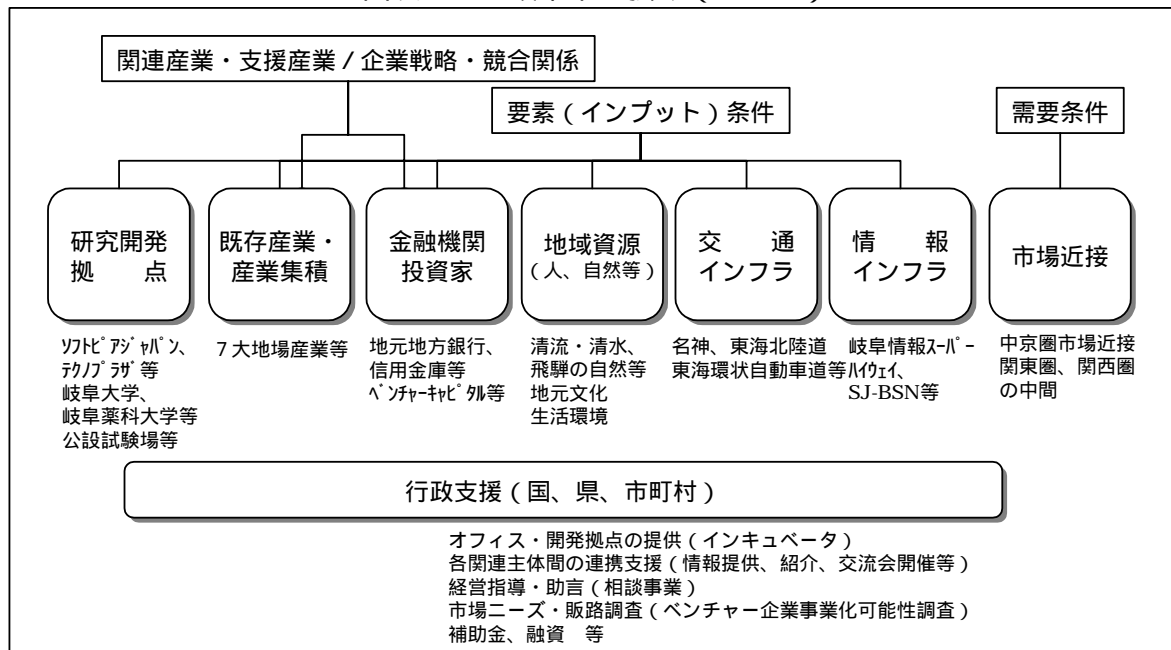 関連産業・支援産業 / 企業戦略・競合関係
要素（インプット）条件
需要条件
研究開発
拠　点
既存産業・
産業集積
金融機関
投資家
地域資源
（人、自然等）
交　通
インフラ
情　報
インフラ
市場近接
ｿﾌﾄﾋﾟｱｼﾞｬﾊﾟﾝ、
ﾃｸﾉﾌﾟﾗｻﾞ等
岐阜大学、
岐阜薬科大学等
公設試験場等
７大地場産業等
地元地方銀行、
信用金庫等
ﾍﾞﾝﾁｬｰｷｬﾋﾟﾀﾙ等
清流・清水、
飛騨の自然等
地元文化
生活環境
名神、東海北陸道
東海環状自動車道等
岐阜情報ｽｰﾊﾟｰ
ﾊｲｳｪｲ、
SJ-BSN等
中京圏市場近接
関東圏、関西圏
の中間
行政支援（国、県、市町村）
オフィス・開発拠点の提供（インキュベータ）
各関連主体間の連携支援（情報提供、紹介、交流会開催等）
経営指導・助言（相談事業）
市場ニーズ・販路調査（ベンチャー企業事業化可能性調査）
補助金、融資　等